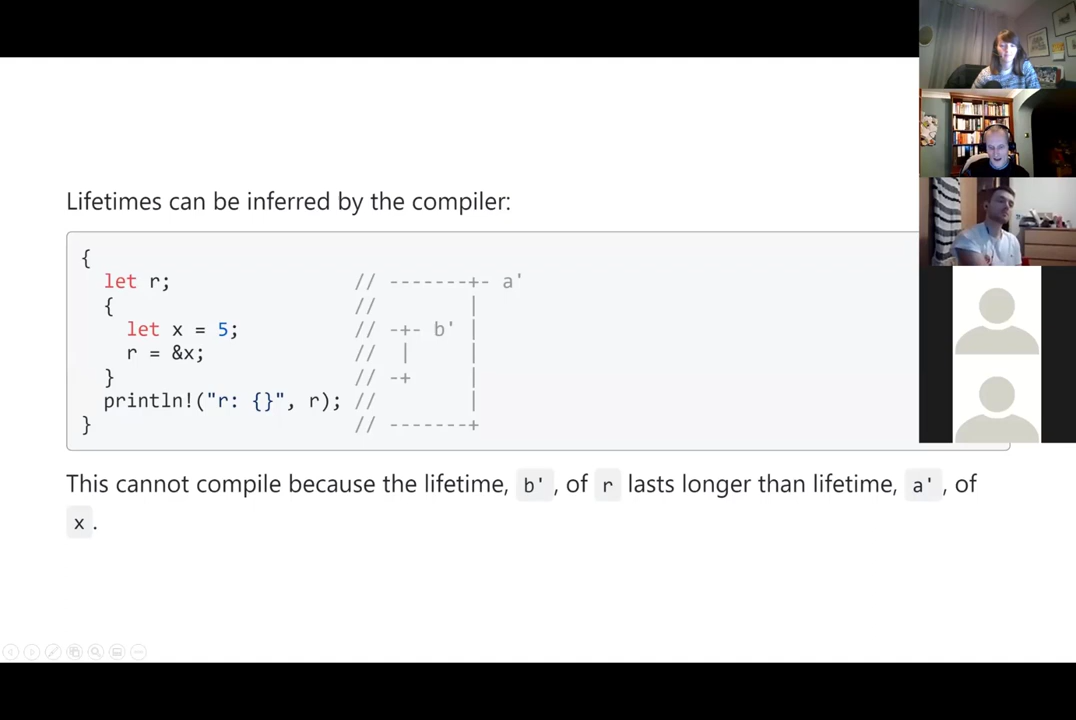 Lifetimes can be inferred by the compiler:
{
let r; // -------+- a'
{ // |
let x = 5; // -+- b' |
r = &x; // | |
} // -+ |
println!("r: {}", r); // |
} // -------+
This cannot compile because the lifetime, b' , of r lasts longer than lifetime, a' , of
x .